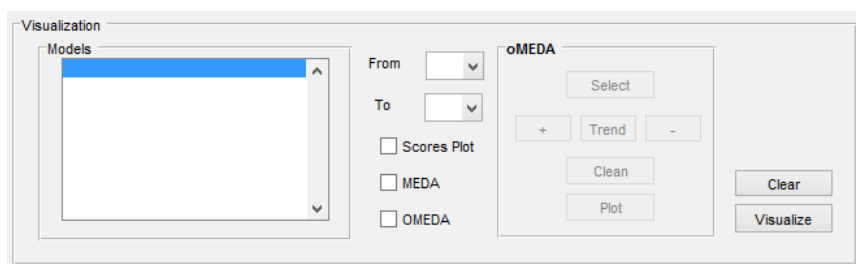 Visualization
Models
From
To
Scores Plot
MEDA
OMEDA
oMEDA
Select
+ Trend -
Clean
Plot
Clear
Visualize